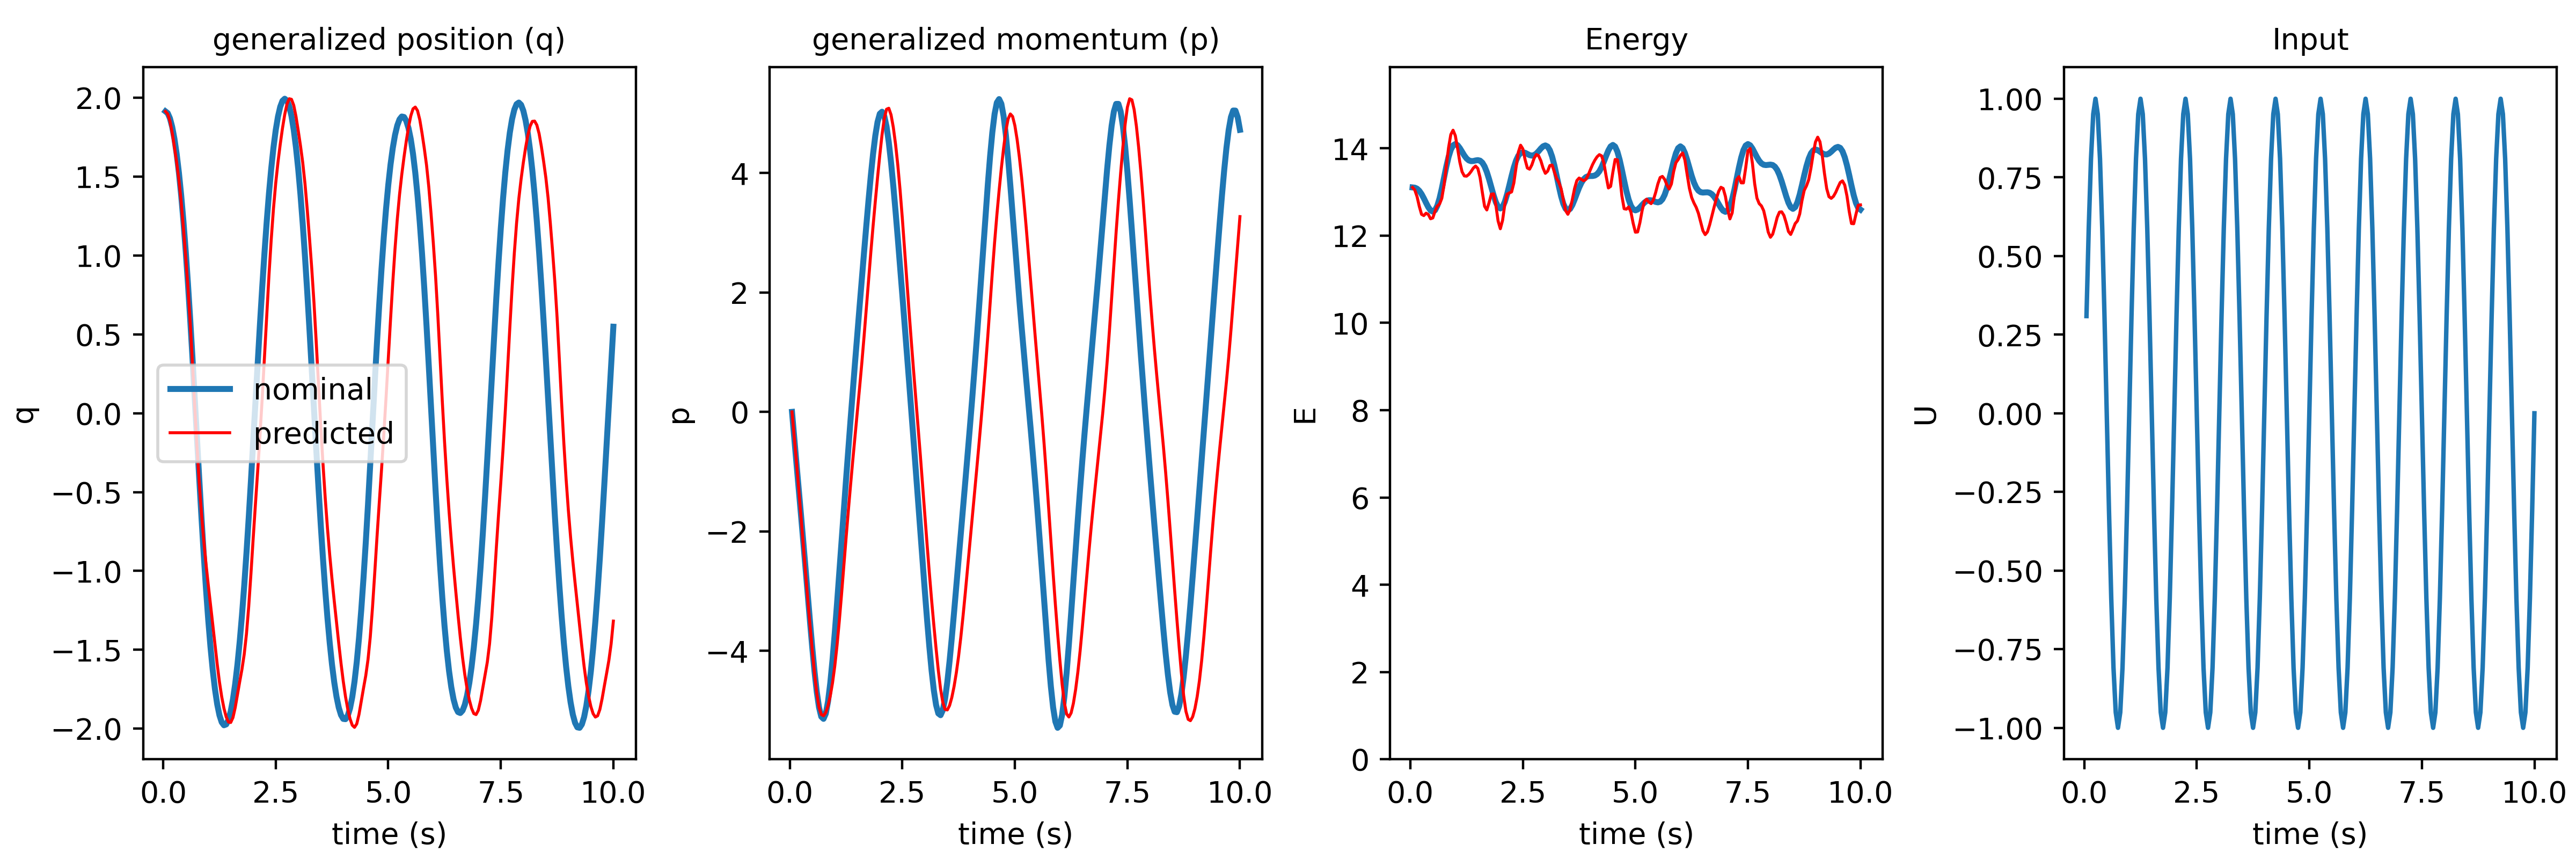 generalized position (q)
q
2.0
1.5
1.0
0.5
0.0
−0.5
−1.0
−1.5
−2.0
nominal
predicted
0.0 2.5 5.0 7.5 10.0
time (s)
generalized momentum (p)
p
4
2
0
−2
−4
0.0 2.5 5.0 7.5 10.0
time (s)
Energy
E
14
12
10
8
6
4
2
0
0.0 2.5 5.0 7.5 10.0
time (s)
Input
U
1.00
0.75
0.50
0.25
0.00
−0.25
−0.50
−0.75
−1.00
0.0 2.5 5.0 7.5 10.0
time (s)